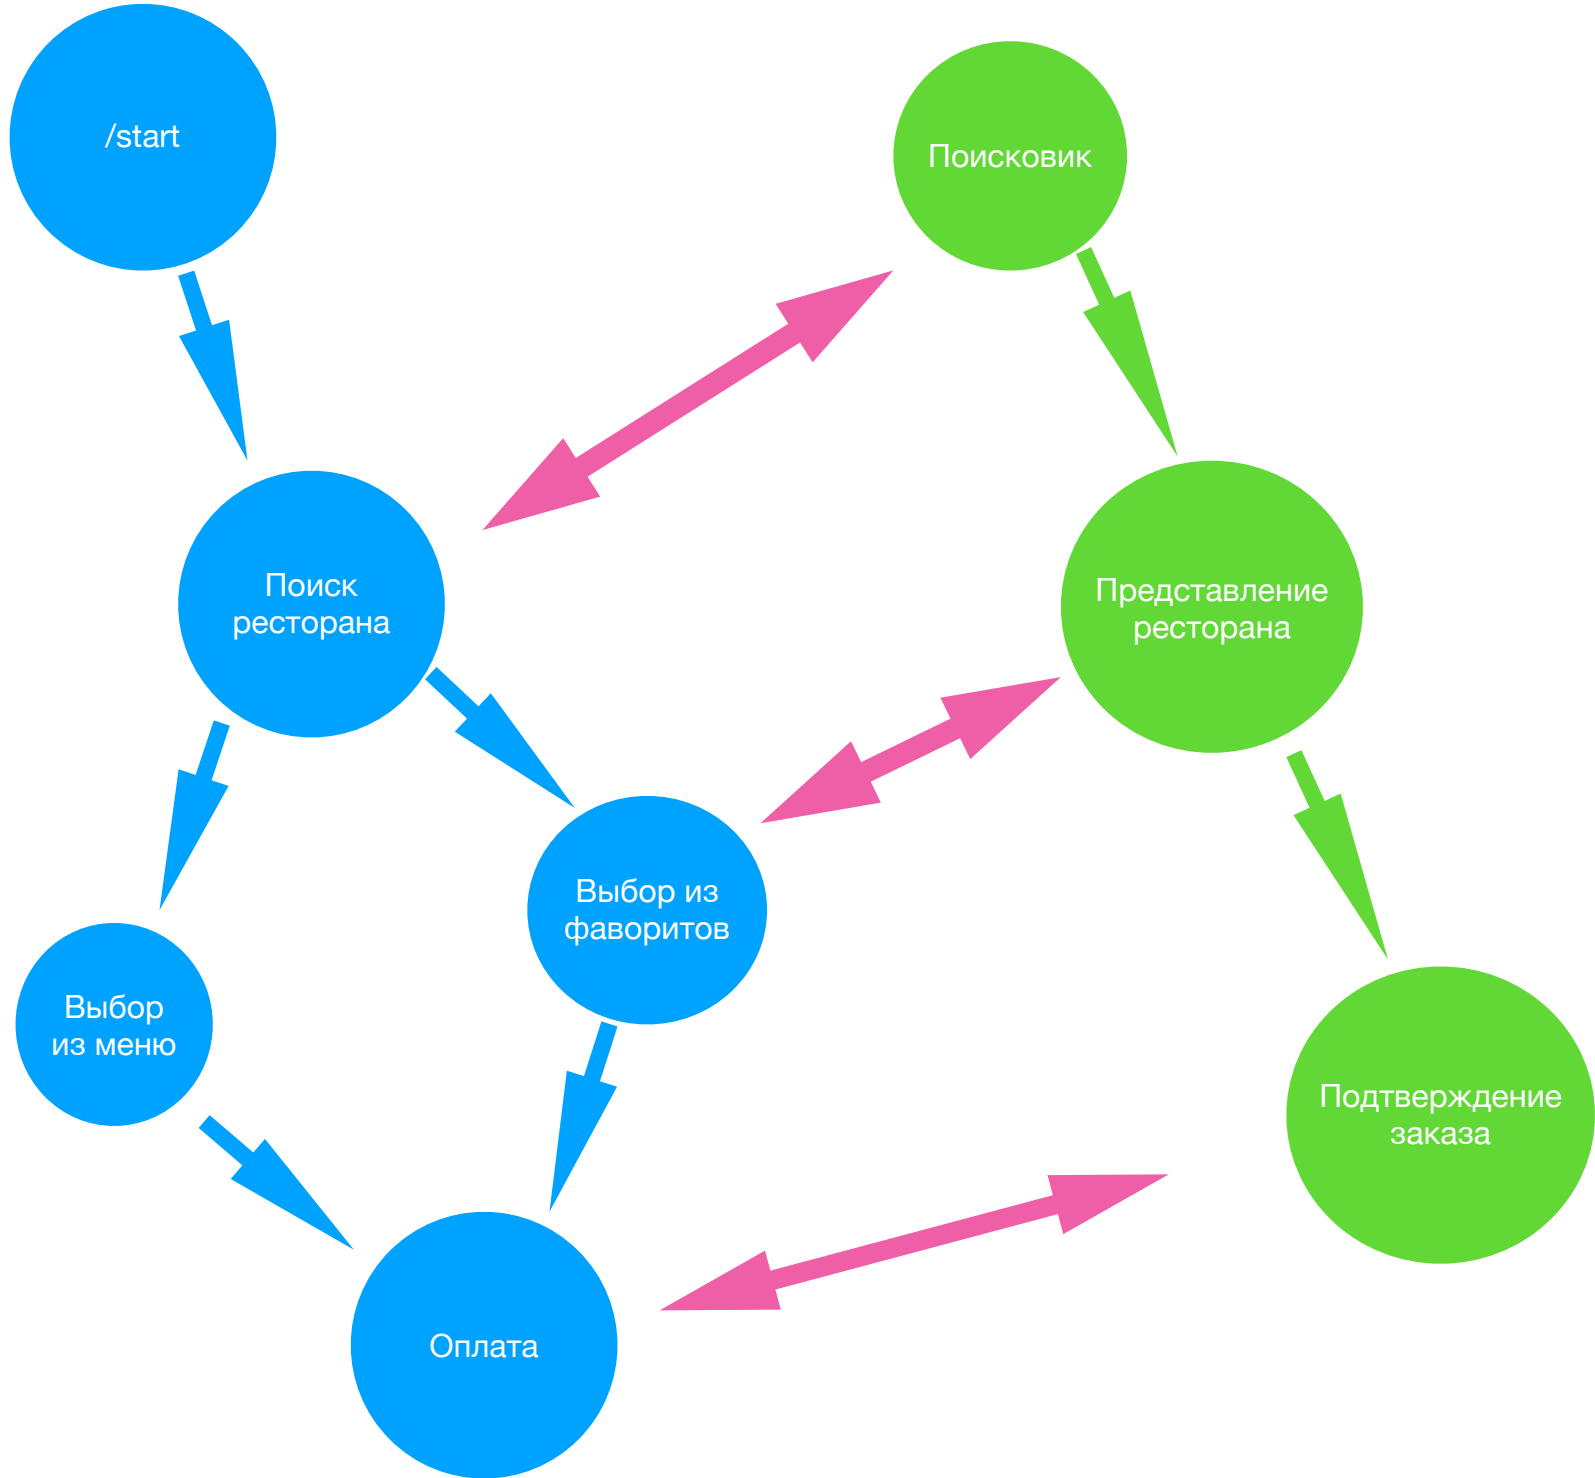 /start
Поисковик
Поиск
ресторана
Представление
ресторана
Выбор из
фаворитов
Выбор
из меню
Подтверждение
заказа
Оплата